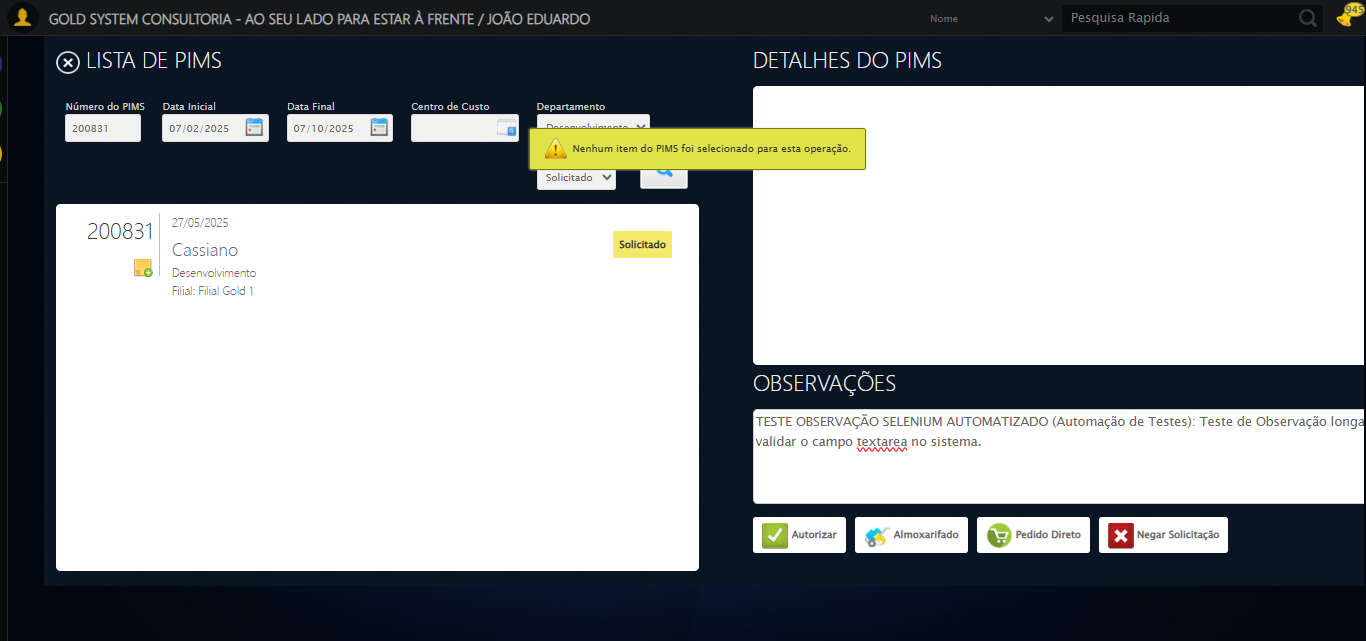 GOLD SYSTEM CONSULTORIA - AO SEU LADO PARA ESTAR À FRENTE / JOÃO EDUARDO
Nome
Pesquisa Rapida
945
LISTA DE PIMS
Número do PIMS
Data Inicial
Data Final
Centro de Custo
Departamento
200831
07/02/2025
07/10/2025
Desenvolvimento
Nenhum item do PIMS foi selecionado para esta operação.
Solicitado
200831
27/05/2025
Cassiano
Desenvolvimento
Filial: Filial Gold 1
Solicitado
DETALHES DO PIMS
OBSERVAÇÕES
TESTE OBSERVAÇÃO SELENIUM AUTOMATIZADO (Automação de Testes): Teste de Observação longa
validar o campo textarea no sistema.
Autorizar
Almoxarifado
Pedido Direto
Negar Solicitação